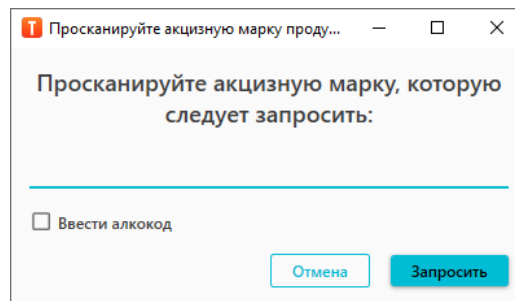 T Просканируйте акцизную марку проду...
Просканируйте акцизную марку, которую
следует запросить:
Ввести алкокод
Отмена
Запросить